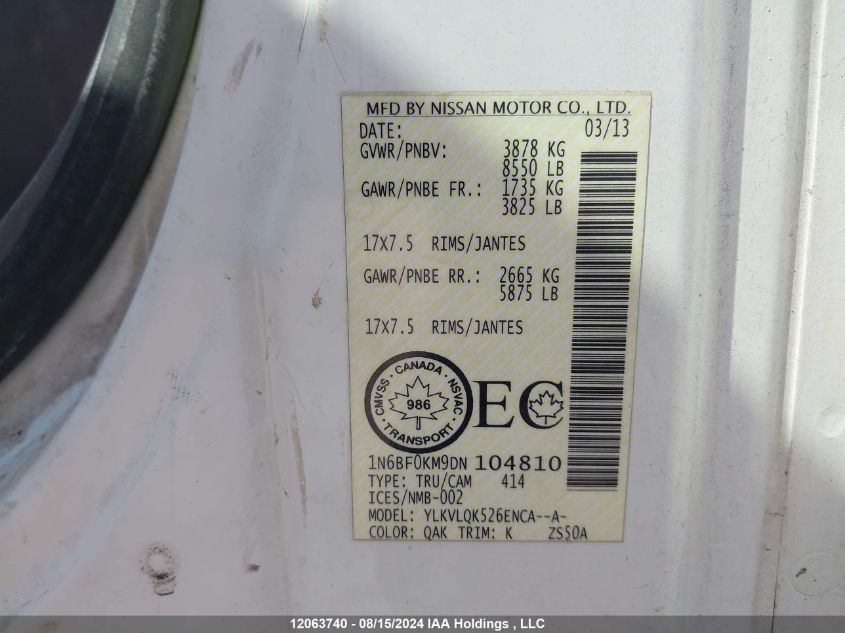 MFD BY NISSAN MOTOR CO., LTD.
DATE: 03/13
GVWR/PNBV: 3878 KG
8550 LB
GAWR/PNBE FR.: 1735 KG
3825 LB
17X7.5 RIMS/JANTES
GAWR/PNBE RR.: 2665 KG
5875 LB
17X7.5 RIMS/JANTES
CMVSS · CANADA · NSVAC
986
· TRANSPORT ·
EC
1N6BF0KM9DN 104810
TYPE: TRU/CAM 414
ICES/NMB-002
MODEL: YLKVLQK526ENCA--A-
COLOR: QAK TRIM: K ZS50A
12063740 - 08/15/2024 IAA Holdings , LLC